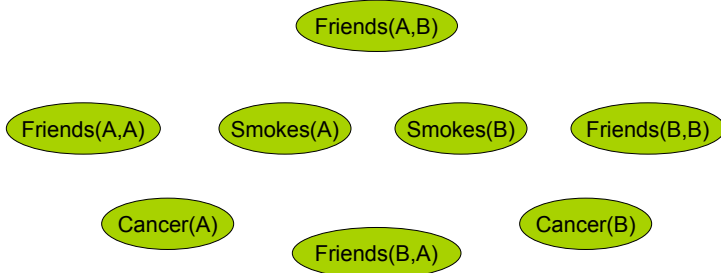 Friends(A,B)
Friends(A,A)
Smokes(A)
Smokes(B)
Friends(B,B)
Cancer(A)
Cancer(B)
Friends(B,A)